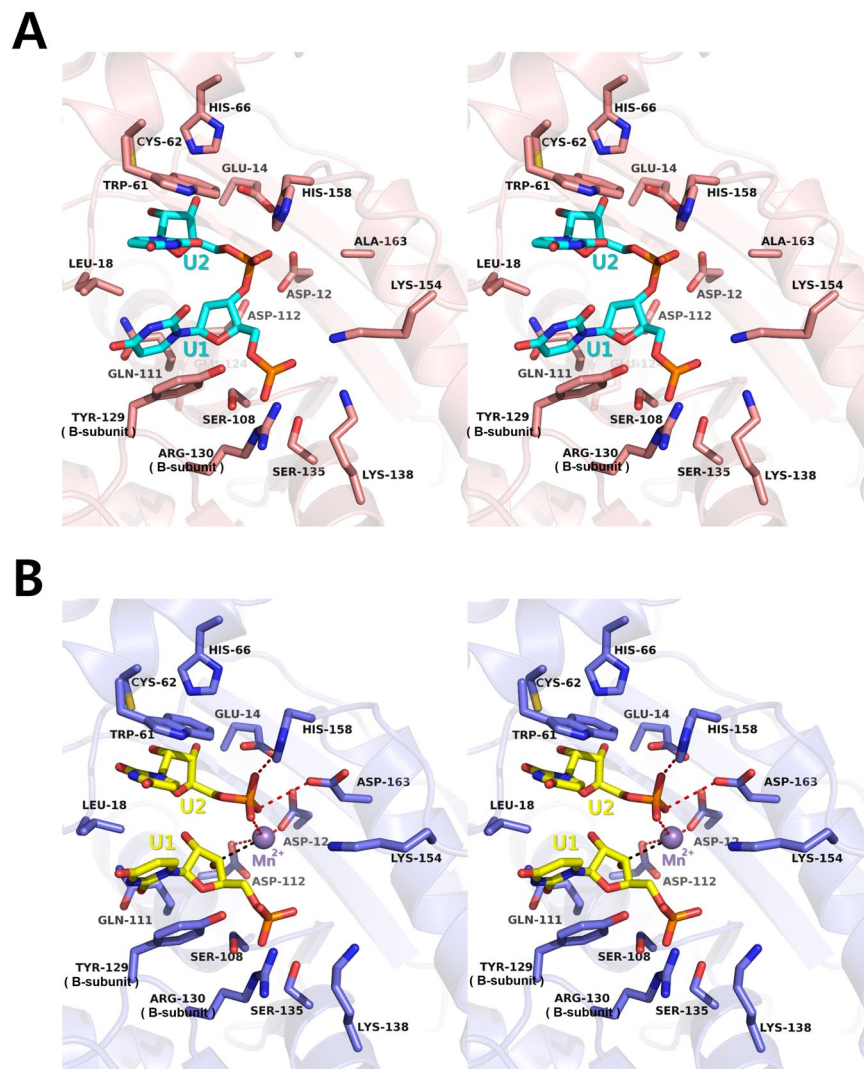 A
HIS-66
CYS-62
GLU-14
TRP-61
HIS-158
ALA-163
U2
LEU-18
ASP-12
LYS-154
ASP-112
U1
GLU-124
GLN-111
SER-108
TYR-129
( B-subunit )
ARG-130
( B-subunit )
SER-135
LYS-138
HIS-66
CYS-62
GLU-14
TRP-61
HIS-158
ALA-163
U2
LEU-18
ASP-12
LYS-154
ASP-112
U1
GLU-124
GLN-111
SER-108
TYR-129
( B-subunit )
ARG-130
( B-subunit )
SER-135
LYS-138
B
HIS-66
CYS-62
GLU-14
TRP-61
HIS-158
ASP-163
U2
LEU-18
U1
ASP-12
Mn2+
LYS-154
ASP-112
GLN-111
SER-108
TYR-129
( B-subunit )
ARG-130
( B-subunit )
SER-135
LYS-138
HIS-66
CYS-62
GLU-14
TRP-61
HIS-158
ASP-163
U2
LEU-18
U1
ASP-12
Mn2+
LYS-154
ASP-112
GLN-111
SER-108
TYR-129
( B-subunit )
ARG-130
( B-subunit )
SER-135
LYS-138